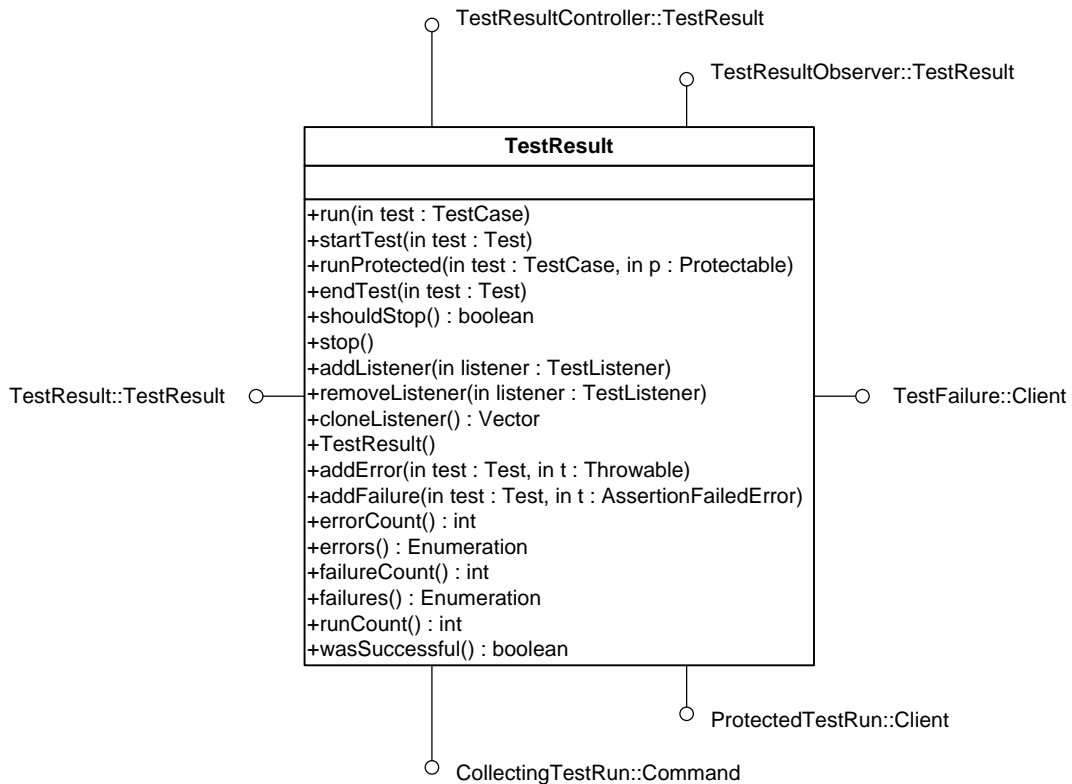 TestResultController::TestResult
TestResultObserver::TestResult
TestResult
+run(in test : TestCase)
+startTest(in test : Test)
+runProtected(in test : TestCase, in p : Protectable)
+endTest(in test : Test)
+shouldStop() : boolean
+stop()
+addListener(in listener : TestListener)
+removeListener(in listener : TestListener)
+cloneListener() : Vector
+TestResult()
+addError(in test : Test, in t : Throwable)
+addFailure(in test : Test, in t : AssertionFailedError)
+errorCount() : int
+errors() : Enumeration
+failureCount() : int
+failures() : Enumeration
+runCount() : int
+wasSuccessful() : boolean
TestResult::TestResult
TestFailure::Client
ProtectedTestRun::Client
CollectingTestRun::Command